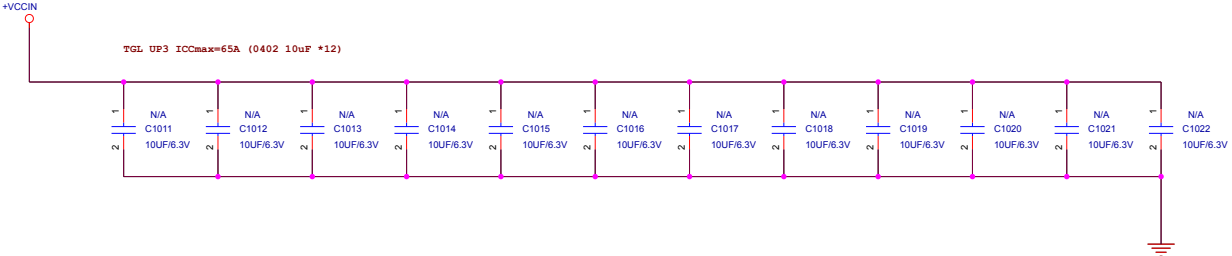 +VCCIN
TGL UP3 ICCmax=65A (0402 10uF *12)
1 1 1 1 1 1 1 1 1 1 1 1
N/A N/A N/A N/A N/A N/A N/A N/A N/A N/A N/A N/A
C1011 C1012 C1013 C1014 C1015 C1016 C1017 C1018 C1019 C1020 C1021 C1022
10UF/6.3V 10UF/6.3V 10UF/6.3V 10UF/6.3V 10UF/6.3V 10UF/6.3V 10UF/6.3V 10UF/6.3V 10UF/6.3V 10UF/6.3V 10UF/6.3V 10UF/6.3V
2 2 2 2 2 2 2 2 2 2 2 2